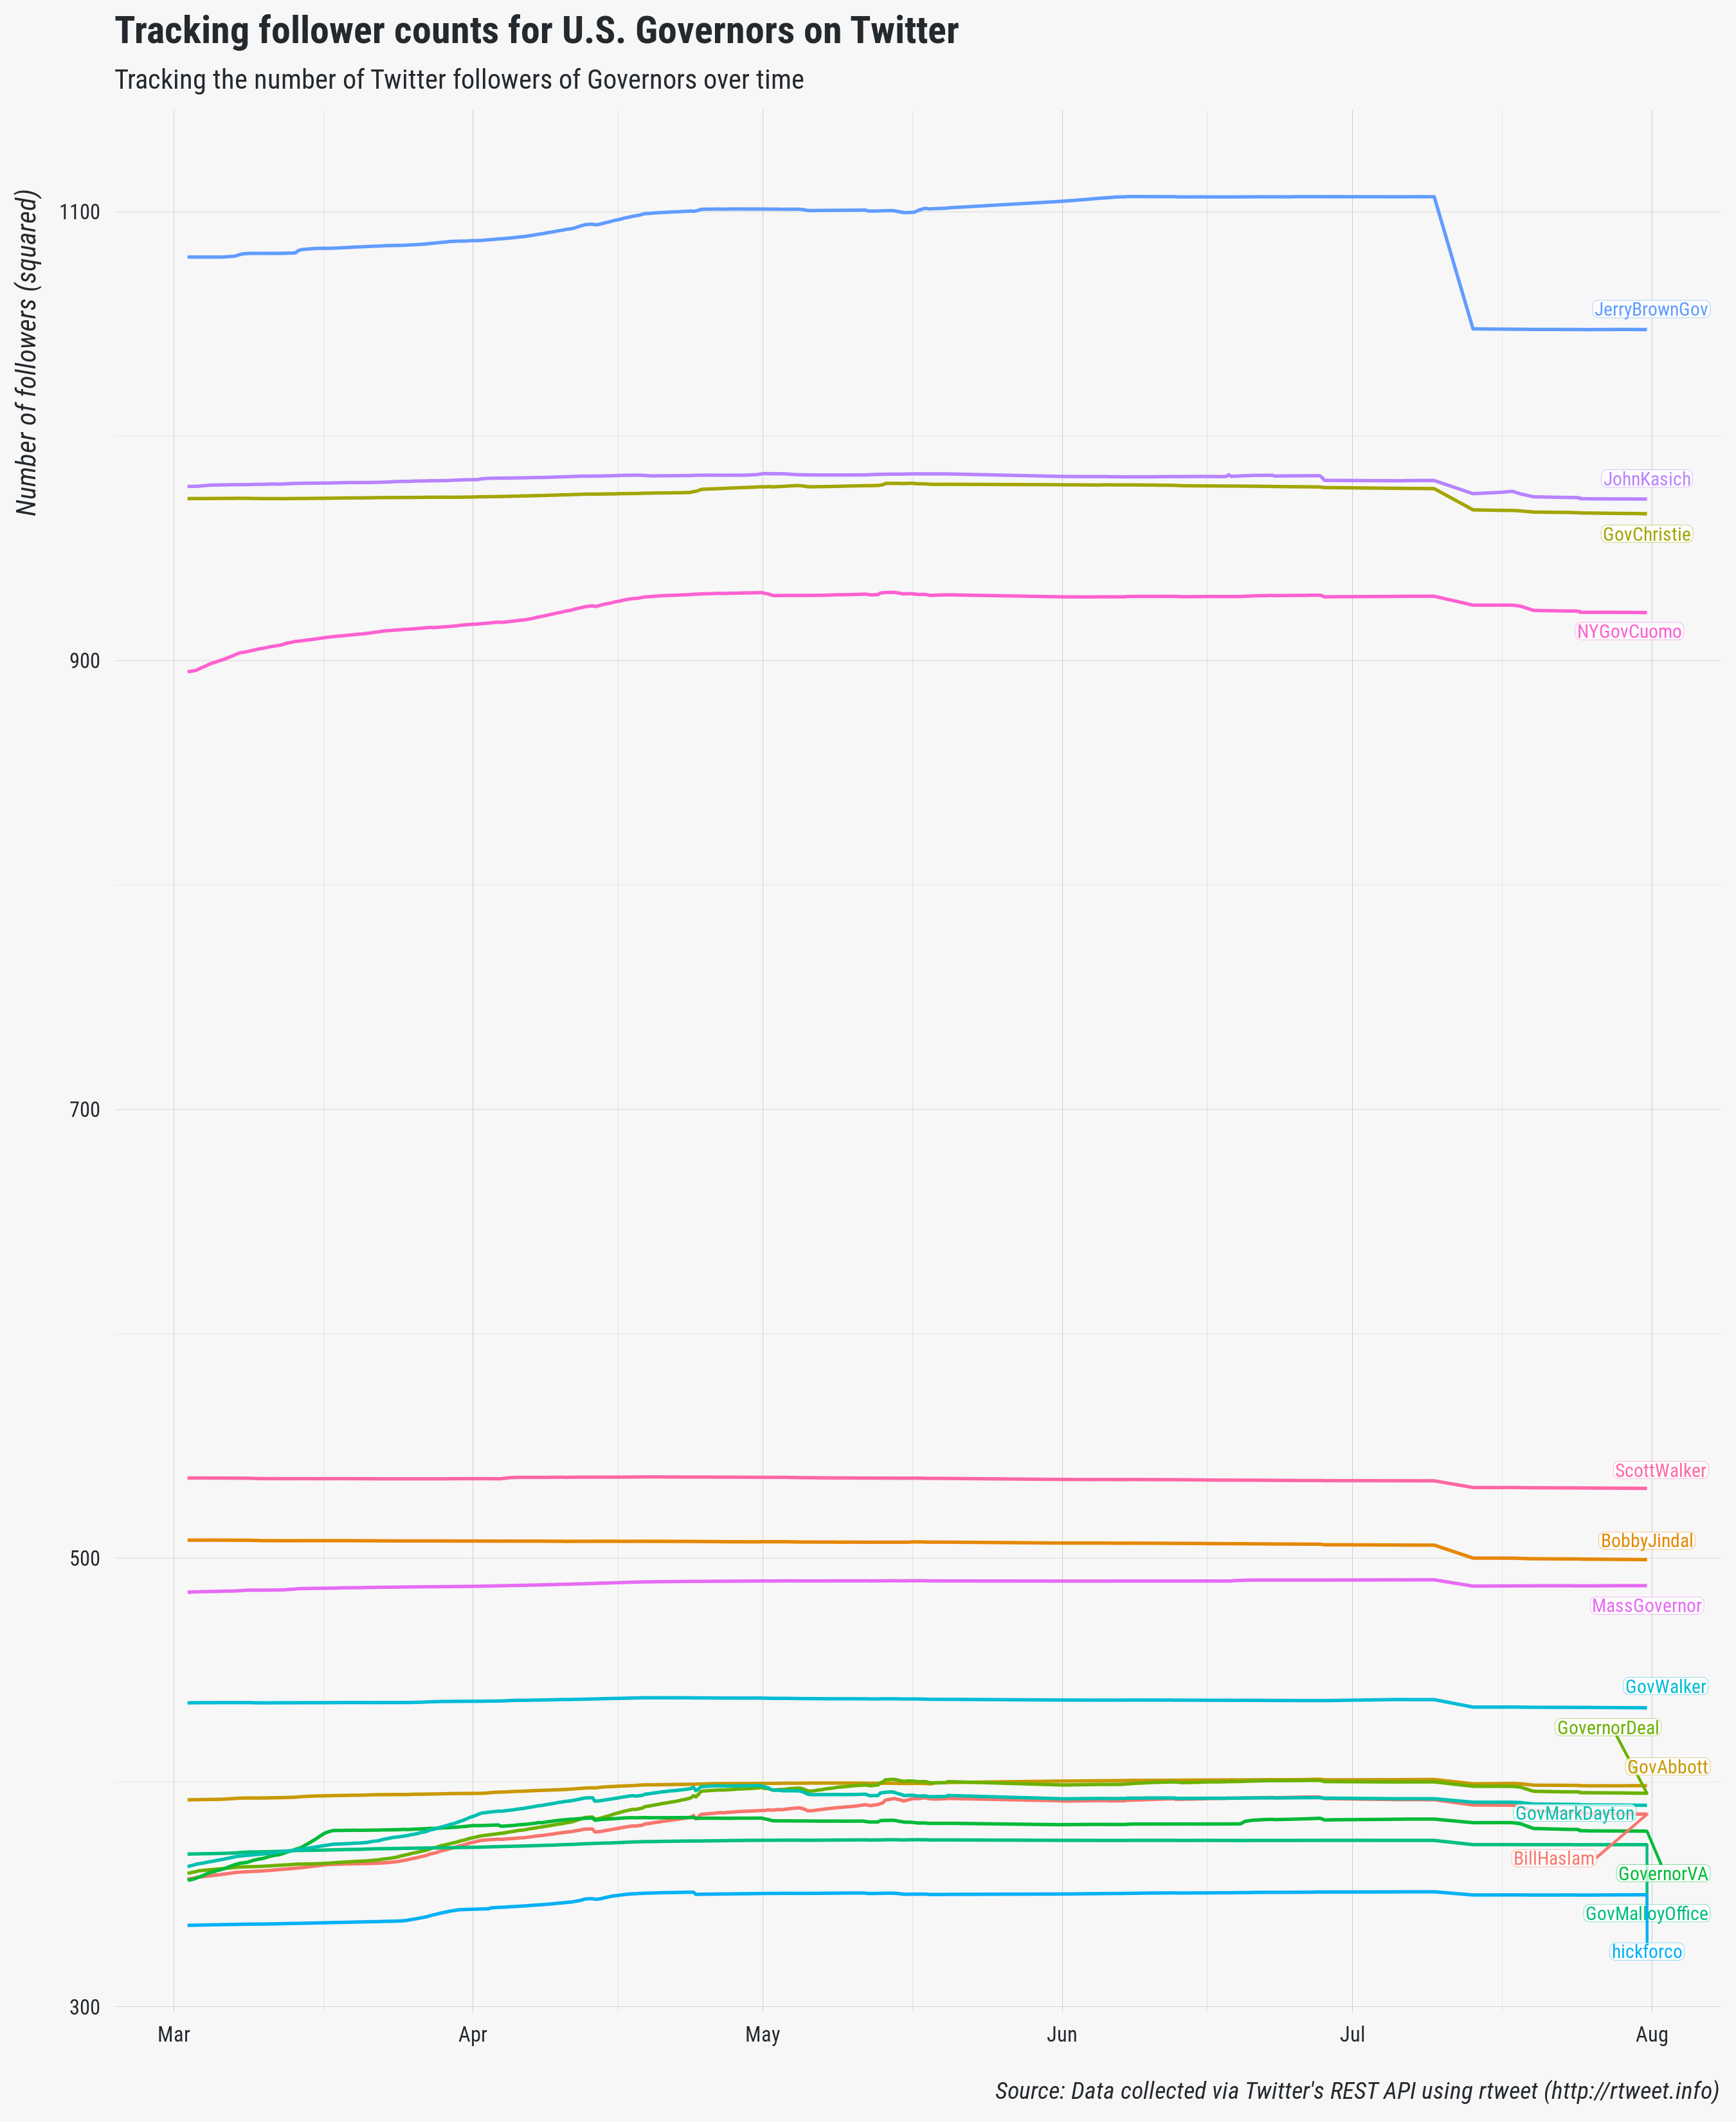 Tracking follower counts for U.S. Governors on Twitter
Tracking the number of Twitter followers of Governors over time
Number of followers (squared)
1100
JerryBrownGov
JohnKasich
GovChristie
NYGovCuomo
900
700
ScottWalker
BobbyJindal
500
MassGovernor
GovWalker
GovernorDeal
GovAbbott
GovMarkDayton
BillHaslam
GovernorVA
GovMalloyOffice
hickforco
300
Mar Apr May Jun Jul Aug
Source: Data collected via Twitter's REST API using rtweet (http://rtweet.info)